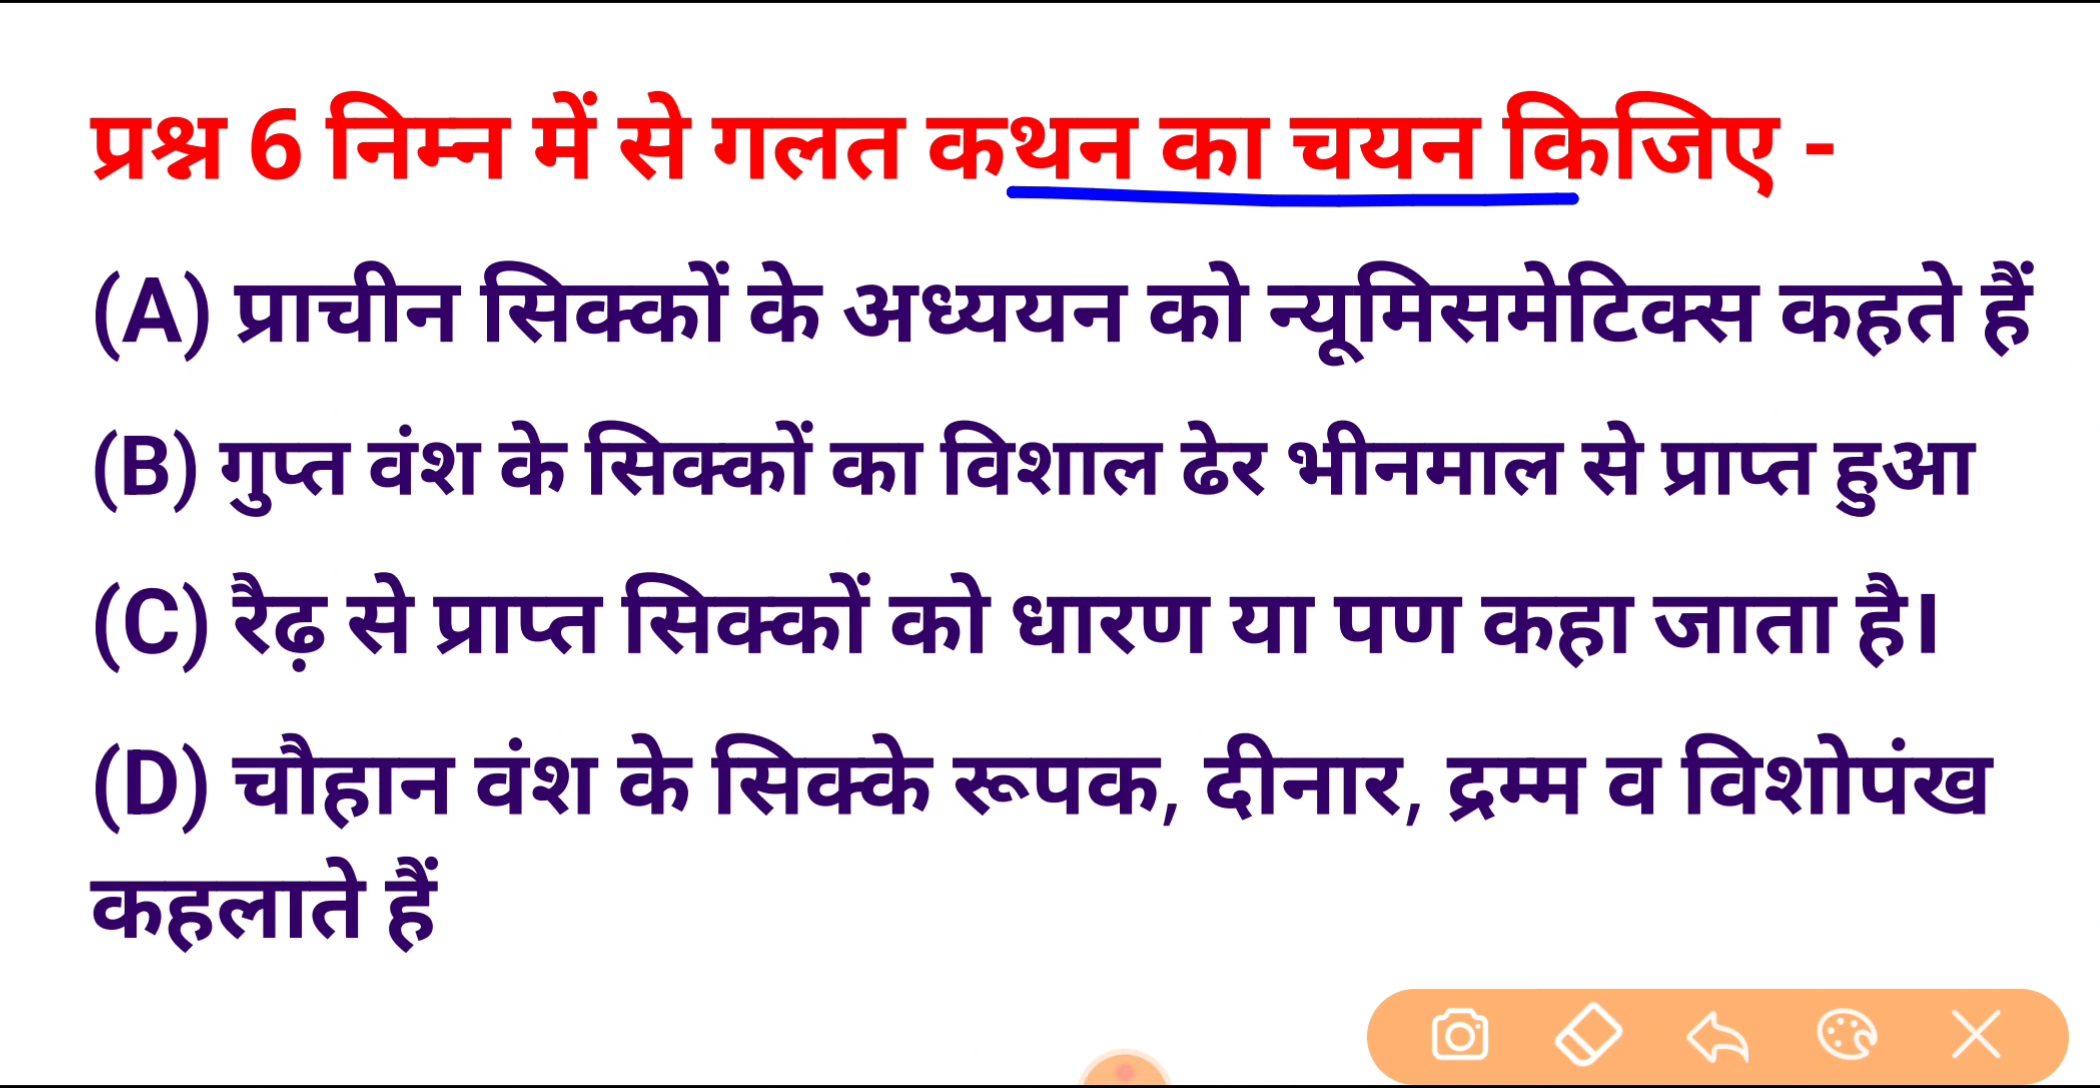 प्रश्न 6 निम्न में से गलत कथन का चयन किजिए -
(A) प्राचीन सिक्कों के अध्ययन को न्यूमिसमेटिक्स कहते हैं
(B) गुप्त वंश के सिक्कों का विशाल ढेर भीनमाल से प्राप्त हुआ
(C) रैढ़ से प्राप्त सिक्कों को धारण या पण कहा जाता है।
(D) चौहान वंश के सिक्के रूपक, दीनार, द्रम्म व विशोपंख
कहलाते हैं